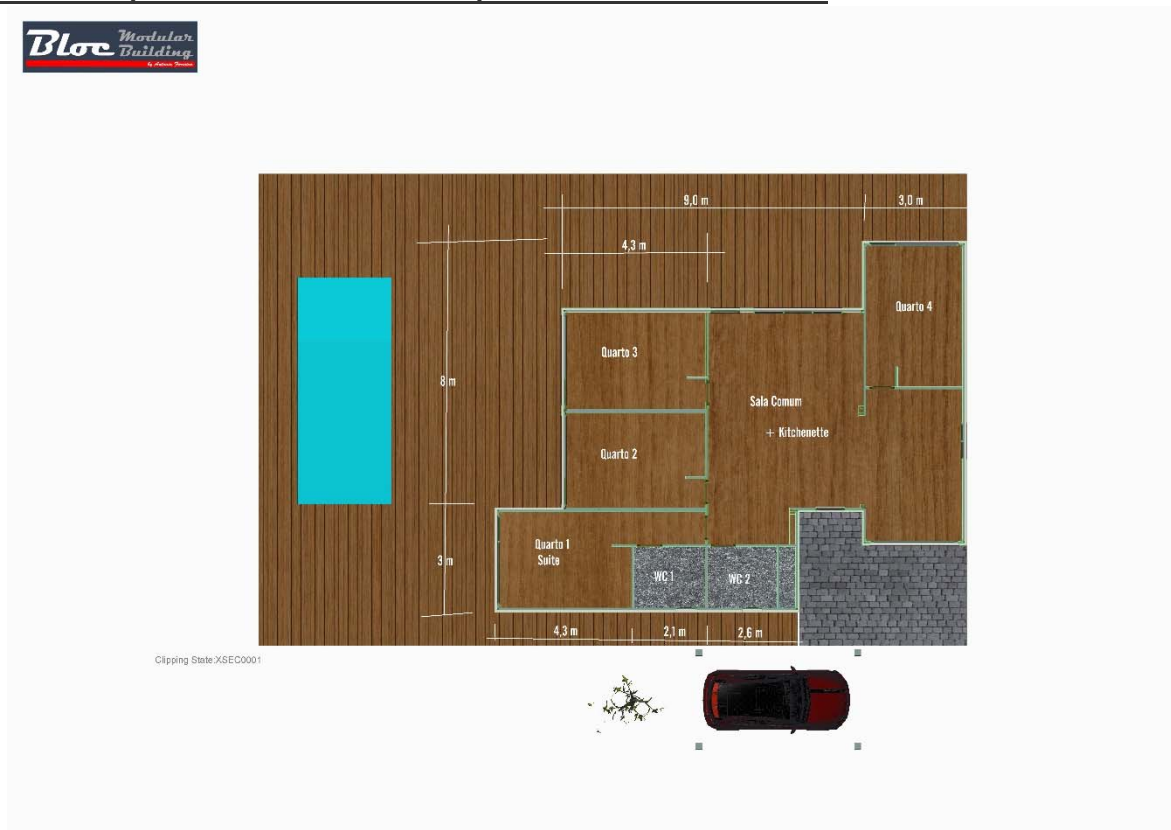 Bloc Modular
Building
9,0 m
3,0 m
4,3 m
Quarto 4
Quarto 3
8 m
Sala Comum
+ Kitchenette
Quarto 2
Quarto 1
Suite
3 m
WC 1
WC 2
4,3 m
2,1 m
2,6 m
Clipping State:XSEC0001